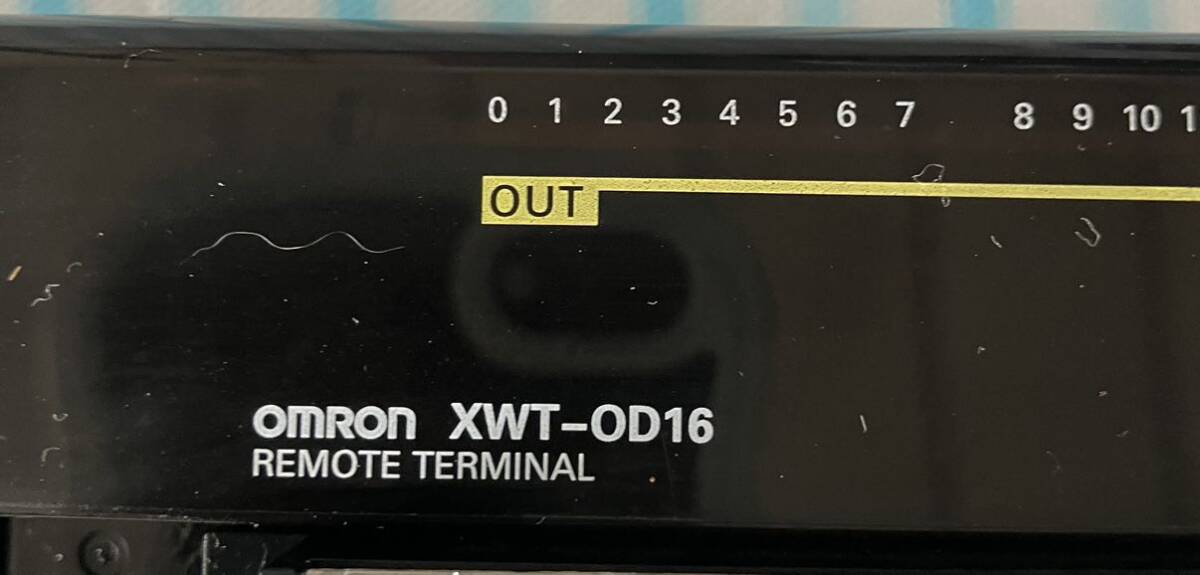 0 1 2 3 4 5 6 7 8 9 10
OUT
omron XWT-OD16
REMOTE TERMINAL